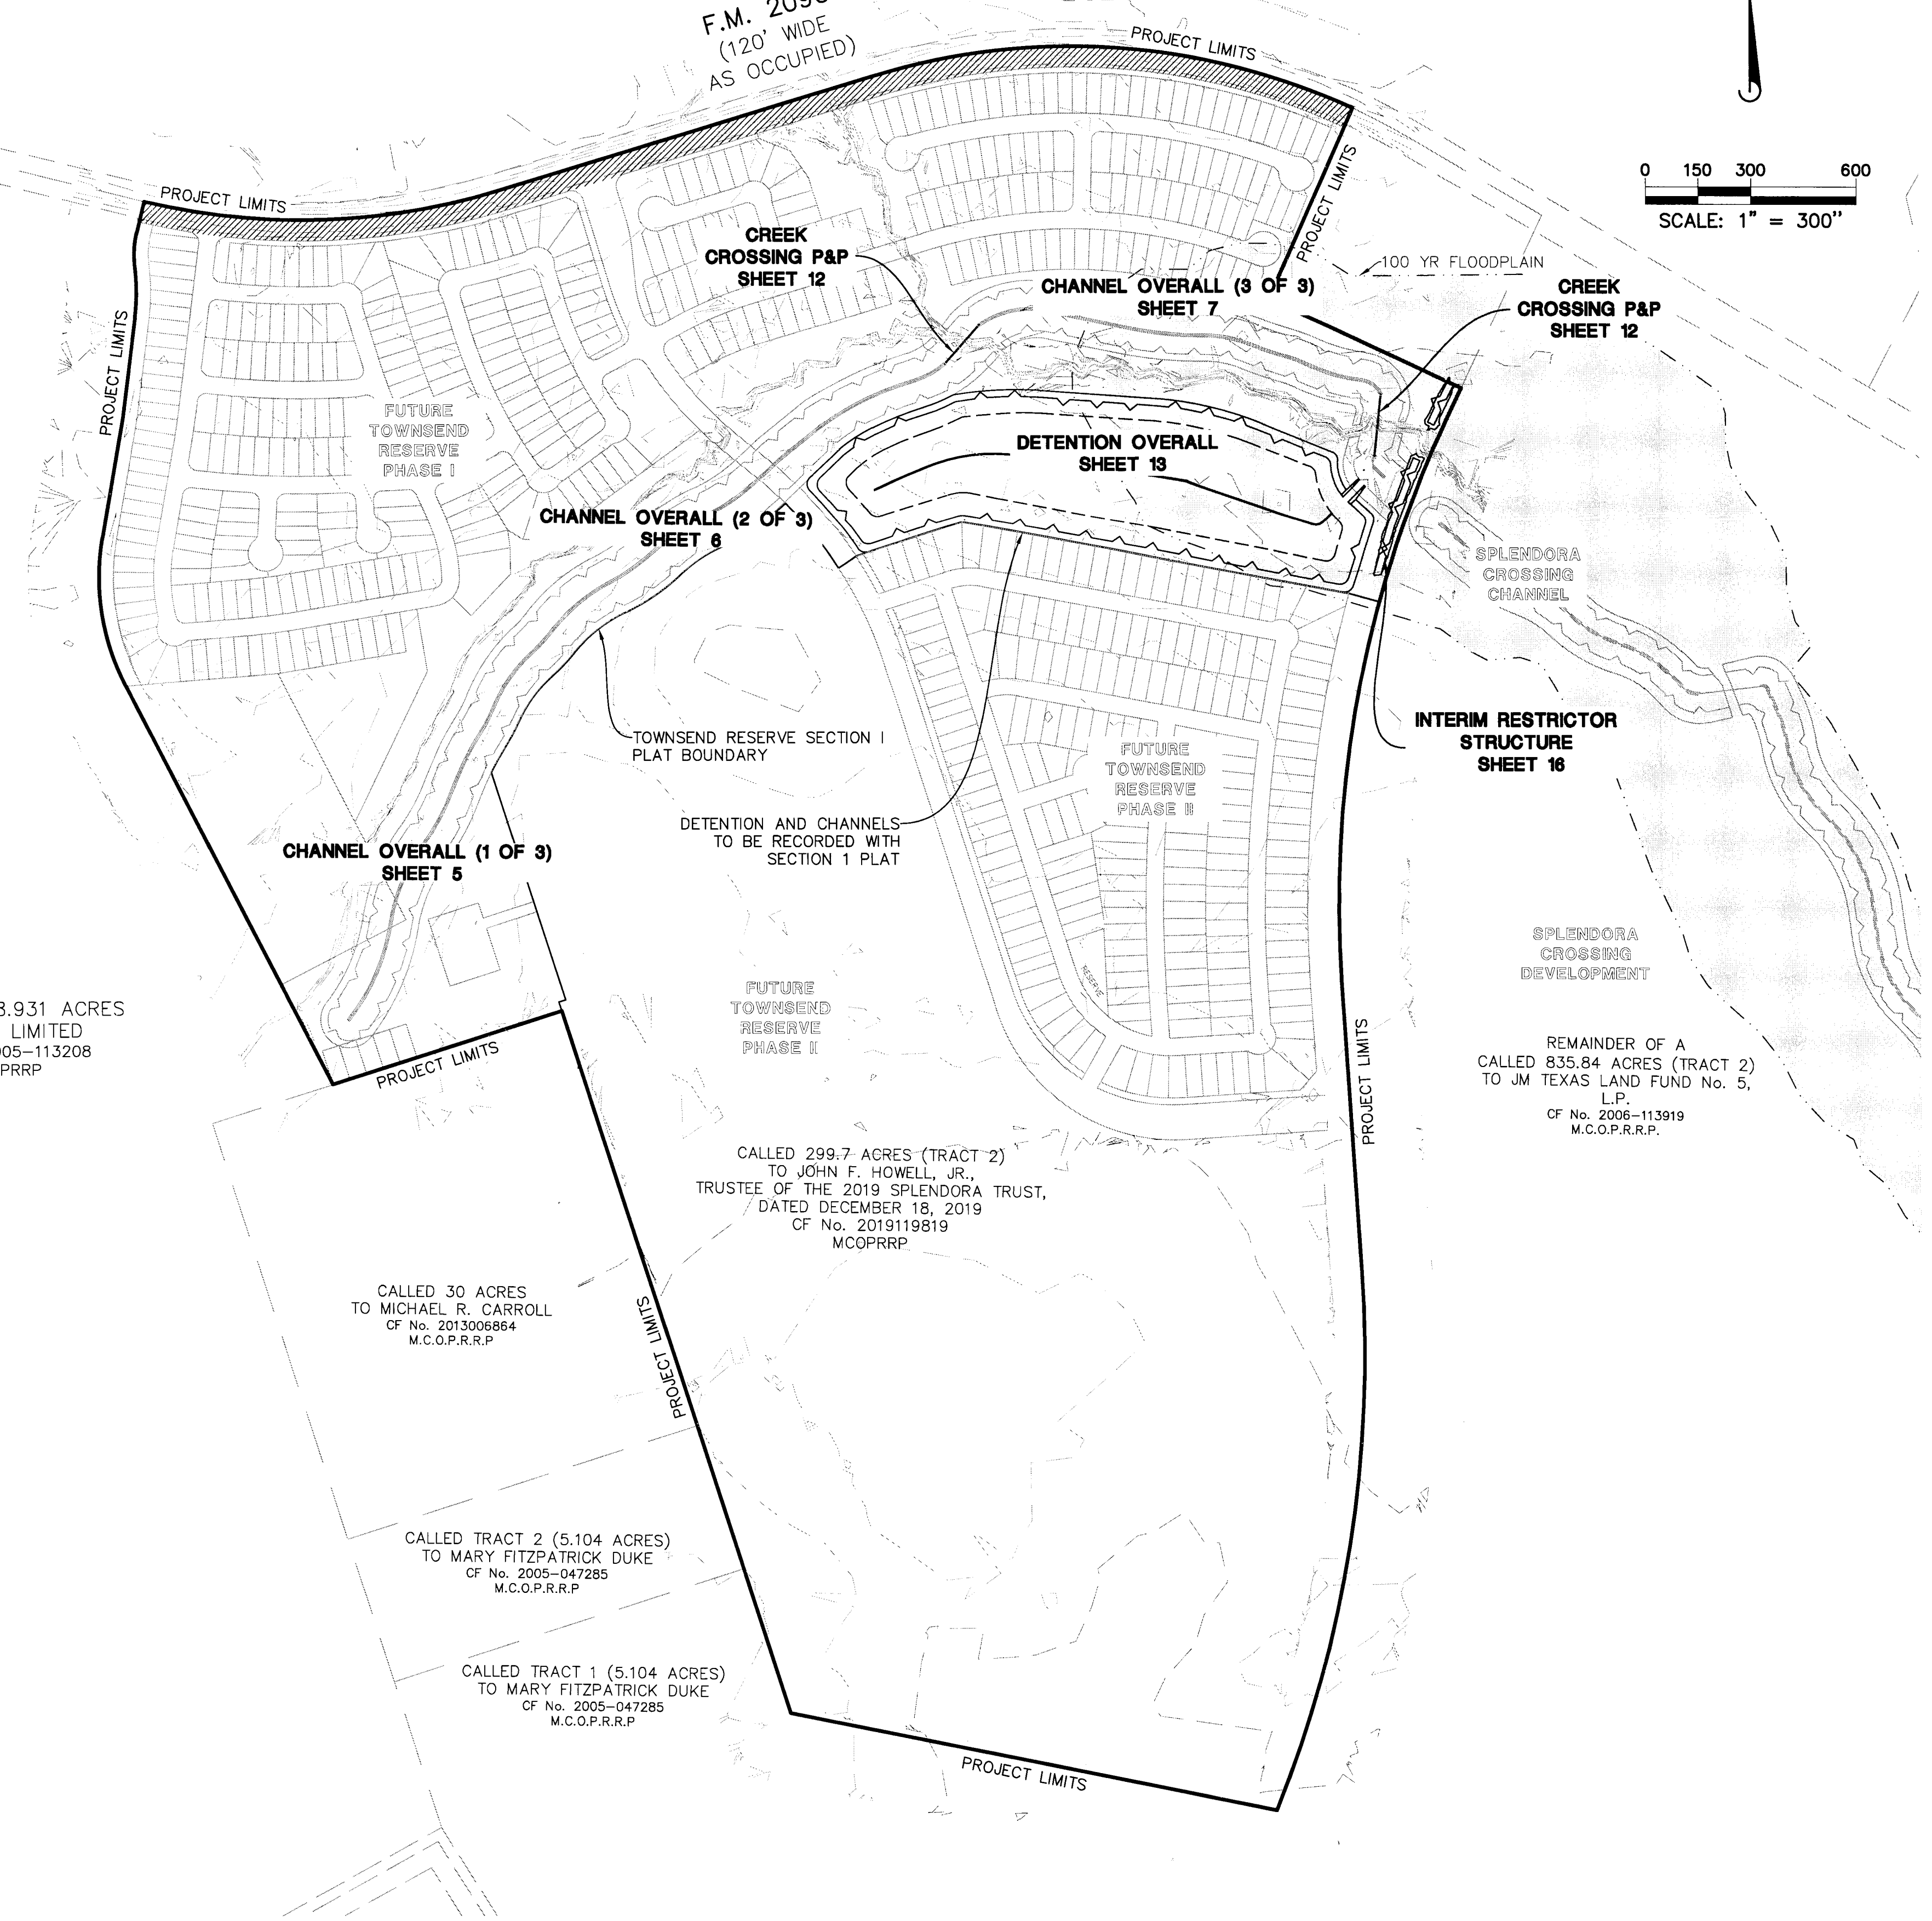 F.M.
(120' WIDE
AS OCCUPIED)
PROJECT LIMITS
PROJECT LIMITS
0 150 300 600
SCALE: 1" = 300''
CREEK
CROSSING P&P
SHEET 12
PROJECT LIMITS
100 YR FLOODPLAIN
CHANNEL OVERALL (3 OF 3)
SHEET 7
CREEK
CROSSING P&P
SHEET 12
PROJECT LIMITS
FUTURE
TOWNSEND
RESERVE
PHASE I
DETENTION OVERALL
SHEET 13
CHANNEL OVERALL (2 OF 3)
SHEET 6
SPLENDORA
CROSSING
CHANNEL
TOWNSEND RESERVE SECTION I
PLAT BOUNDARY
FUTURE
TOWNSEND
RESERVE
PHASE II
INTERIM RESTRICTOR
STRUCTURE
SHEET 16
DETENTION AND CHANNELS
TO BE RECORDED WITH
SECTION 1 PLAT
CHANNEL OVERALL (1 OF 3)
SHEET 5
SPLENDORA
CROSSING
DEVELOPMENT
RESERVE
FUTURE
TOWNSEND
RESERVE
PHASE II
ACRES
LIMITED
PRRP
PROJECT LIMITS
PROJECT LIMITS
REMAINDER OF A
CALLED 835.84 ACRES (TRACT 2)
TO JM TEXAS LAND FUND No. 5,
L.P.
CF No. 2006-113919
M.C.O.P.R.R.P.
CALLED 299.7 ACRES (TRACT 2)
TO JOHN F. HOWELL, JR.,
TRUSTEE OF THE 2019 SPLENDORA TRUST,
DATED DECEMBER 18, 2019
CF No. 2019119819
MCOPRRP
CALLED 30 ACRES
TO MICHAEL R. CARROLL
CF No. 2013006864
M.C.O.P.R.R.P
PROJECT LIMITS
CALLED TRACT 2 (5.104 ACRES)
TO MARY FITZPATRICK DUKE
CF No. 2005-047285
M.C.O.P.R.R.P
CALLED TRACT 1 (5.104 ACRES)
TO MARY FITZPATRICK DUKE
CF No. 2005-047285
M.C.O.P.R.R.P
PROJECT LIMITS